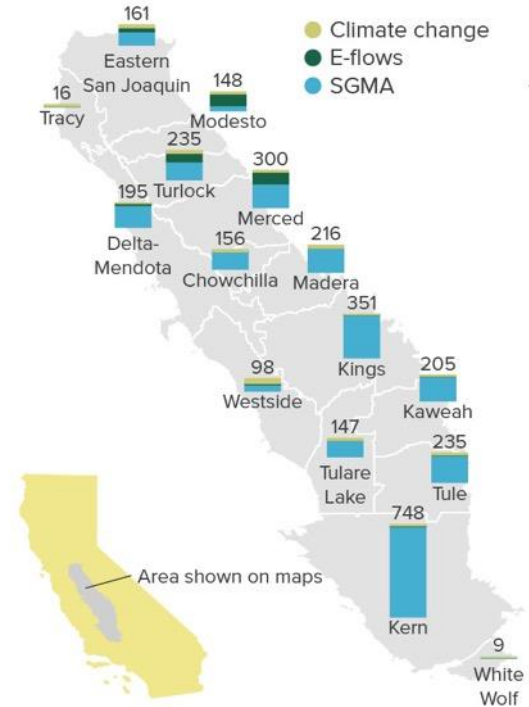 161
Eastern
San Joaquin
Climate change
E-flows
SGMA
16
Tracy
148
Modesto
235
Turlock
300
Merced
195
Delta-
Mendota
156
Chowchilla
216
Madera
351
Kings
98
Westside
205
Kaweah
147
Tulare
Lake
235
Tule
748
Kern
Area shown on maps
9
White
Wolf